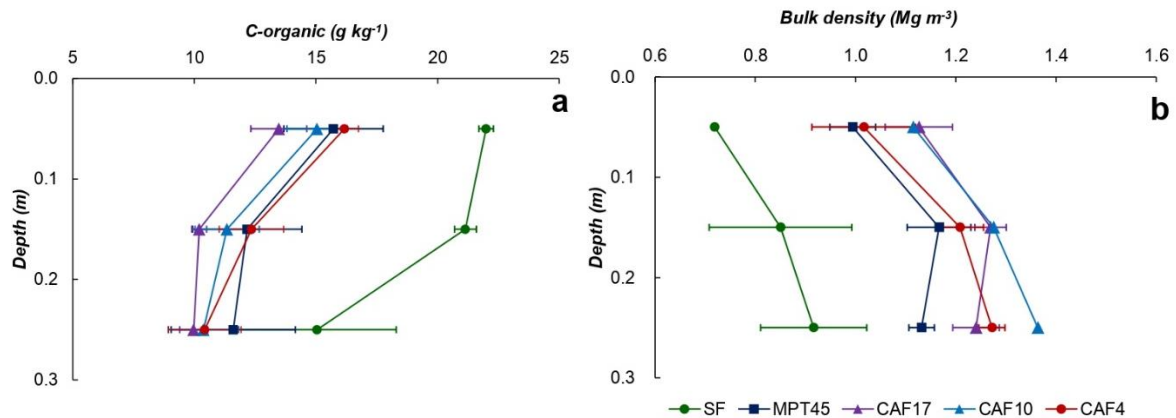 C-organic (g kg⁻¹)
5 10 15 20 25
0.0
0.1
0.2
0.3
Depth (m)
a
Bulk density (Mg m⁻³)
0.6 0.8 1.0 1.2 1.4 1.6
0.0
0.1
0.2
0.3
Depth (m)
b
SF MPT45 CAF17 CAF10 CAF4